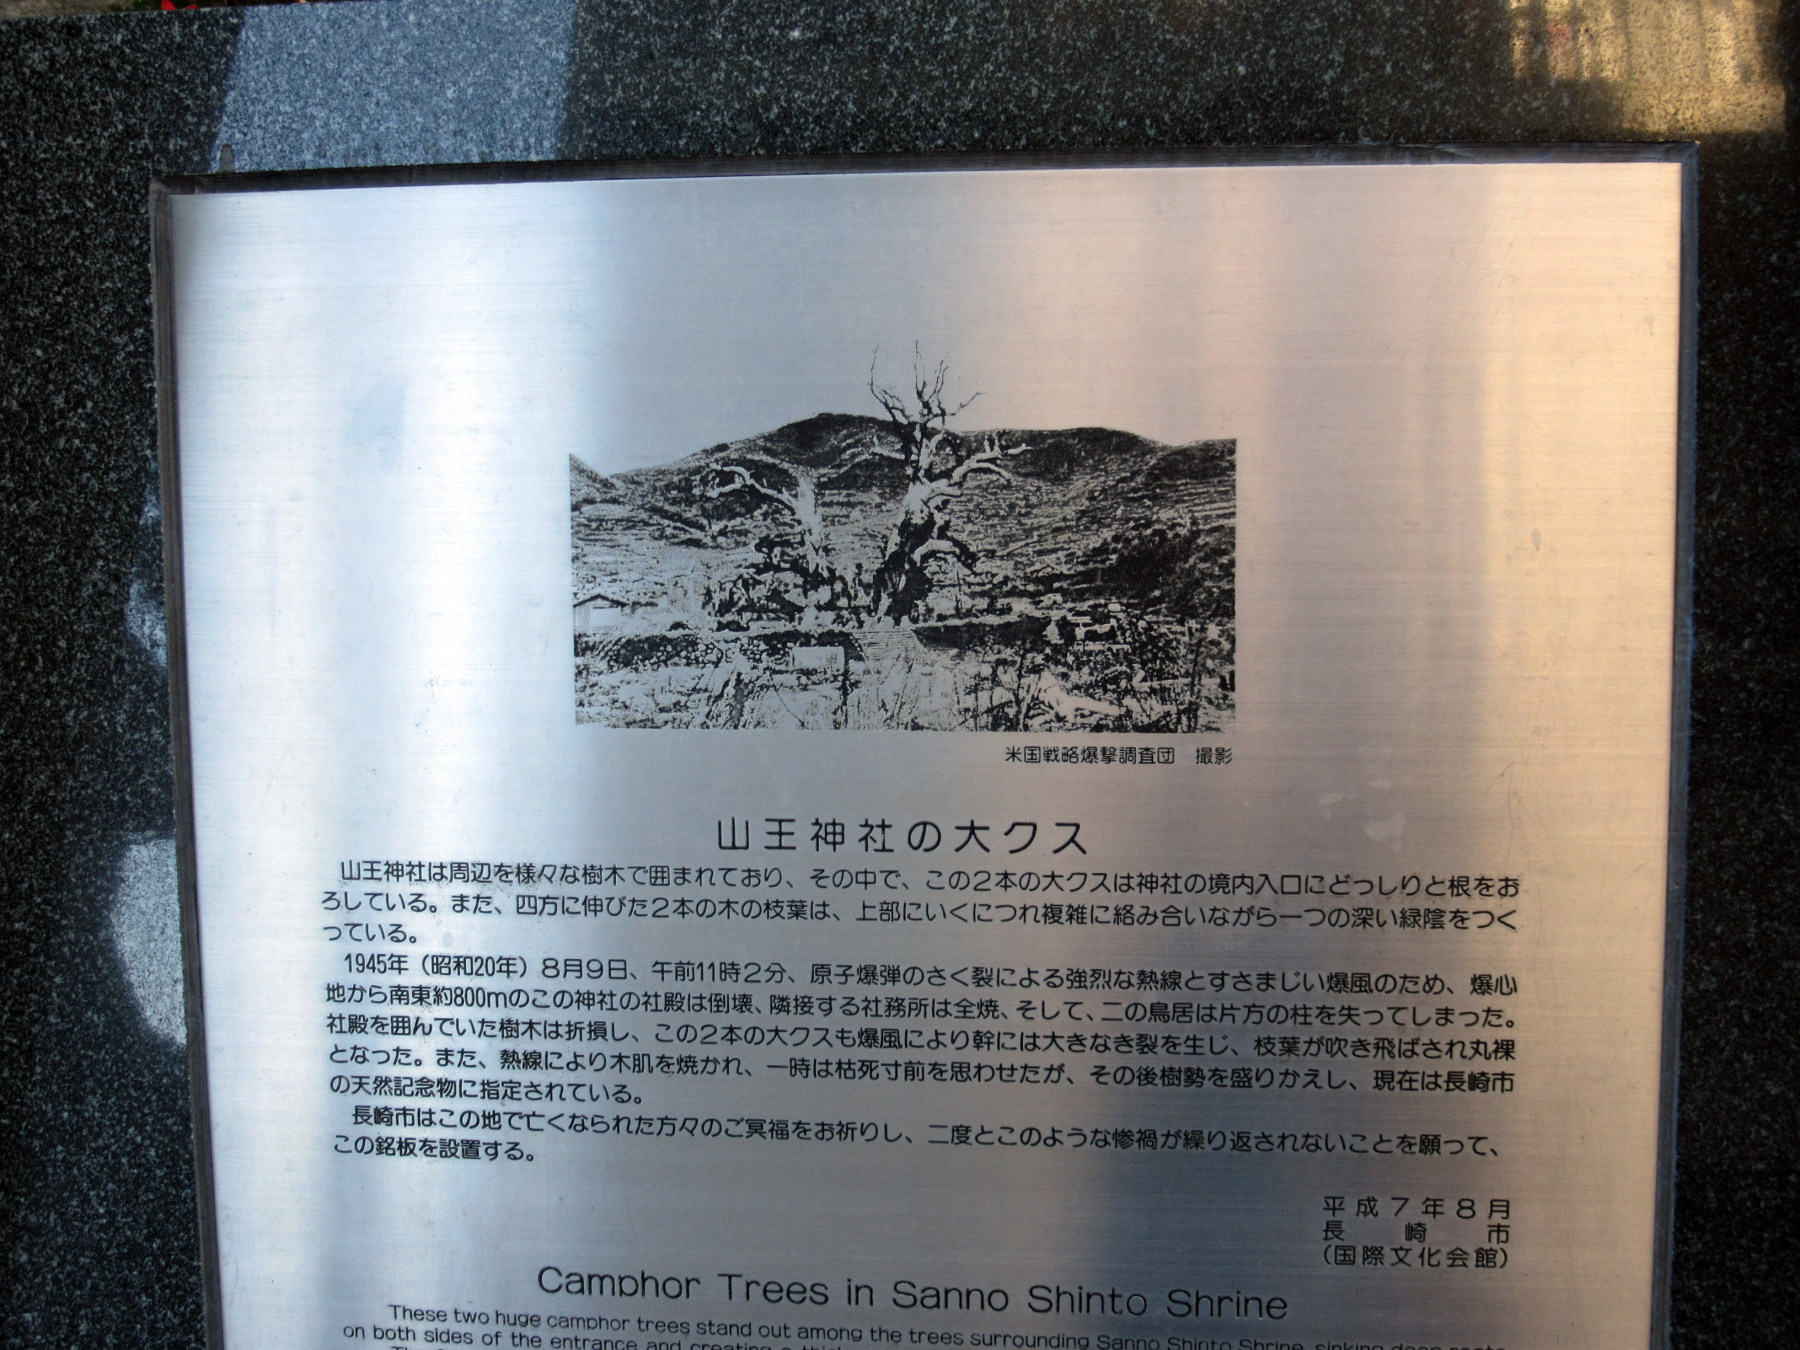 米国戦略爆撃調査団　撮影
山王神社の大クス
山王神社は周辺を様々な樹木で囲まれており、その中で、この2本の大クスは神社の境内入口にどっしりと根をお
ろしている。また、四方に伸びた2本の木の枝葉は、上部にいくにつれ複雑に絡み合いながら一つの深い緑陰をつく
っている。
1945年（昭和20年）8月9日、午前11時2分、原子爆弾のさく裂による強烈な熱線とすさまじい爆風のため、爆心
地から南東約800mのこの神社の社殿は倒壊、隣接する社務所は全焼、そして、二の鳥居は片方の柱を失ってしまった。
社殿を囲んでいた樹木は折損し、この2本の大クスも爆風により幹には大きなき裂を生じ、枝葉が吹き飛ばされ丸裸
となった。また、熱線により木肌を焼かれ、一時は枯死寸前を思わせたが、その後樹勢を盛りかえし、現在は長崎市
の天然記念物に指定されている。
長崎市はこの地で亡くなられた方々のご冥福をお祈りし、二度とこのような惨禍が繰り返されないことを願って、
この銘板を設置する。
平成7年8月
長崎市
（国際文化会館）
Camphor Trees in Sanno Shinto Shrine
These two huge camphor trees stand out among the trees surrounding Sanno Shinto Shrine, sinking deep roots
on both sides of the entrance and creating a